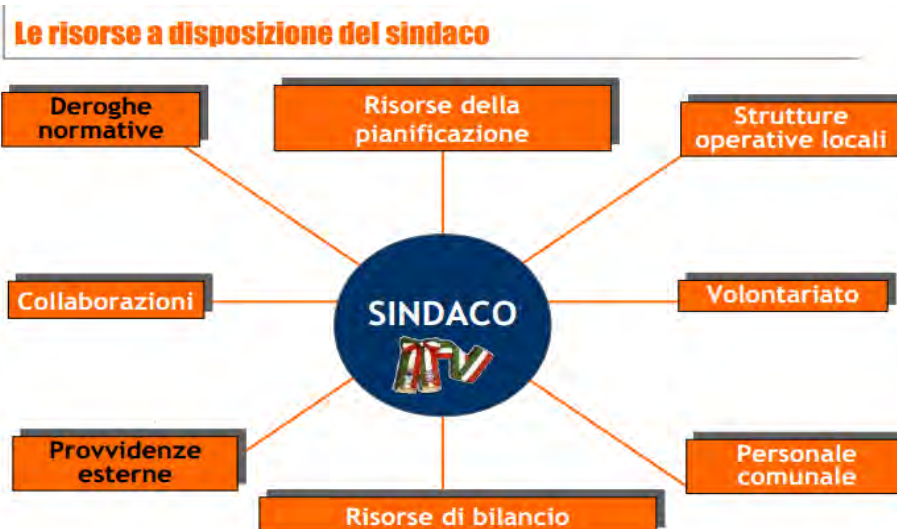 Le risorse a disposizione del sindaco
Deroghe
normative
Risorse della
pianificazione
Strutture
operative locali
Collaborazioni
SINDACO
Volontariato
Provvidenze
esterne
Risorse di bilancio
Personale
comunale